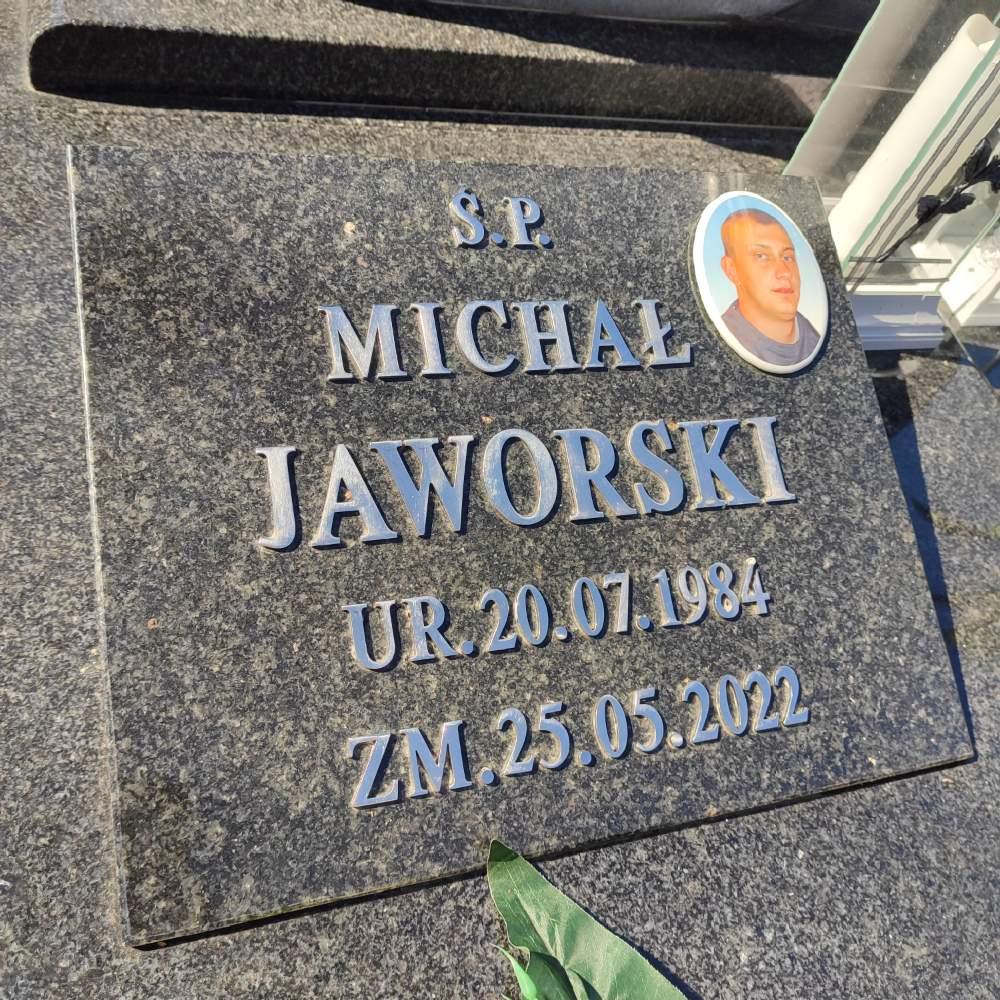 Ś.P.
MICHAŁ
JAWORSKI
UR.20.07.1984
ZM.25.05.2022